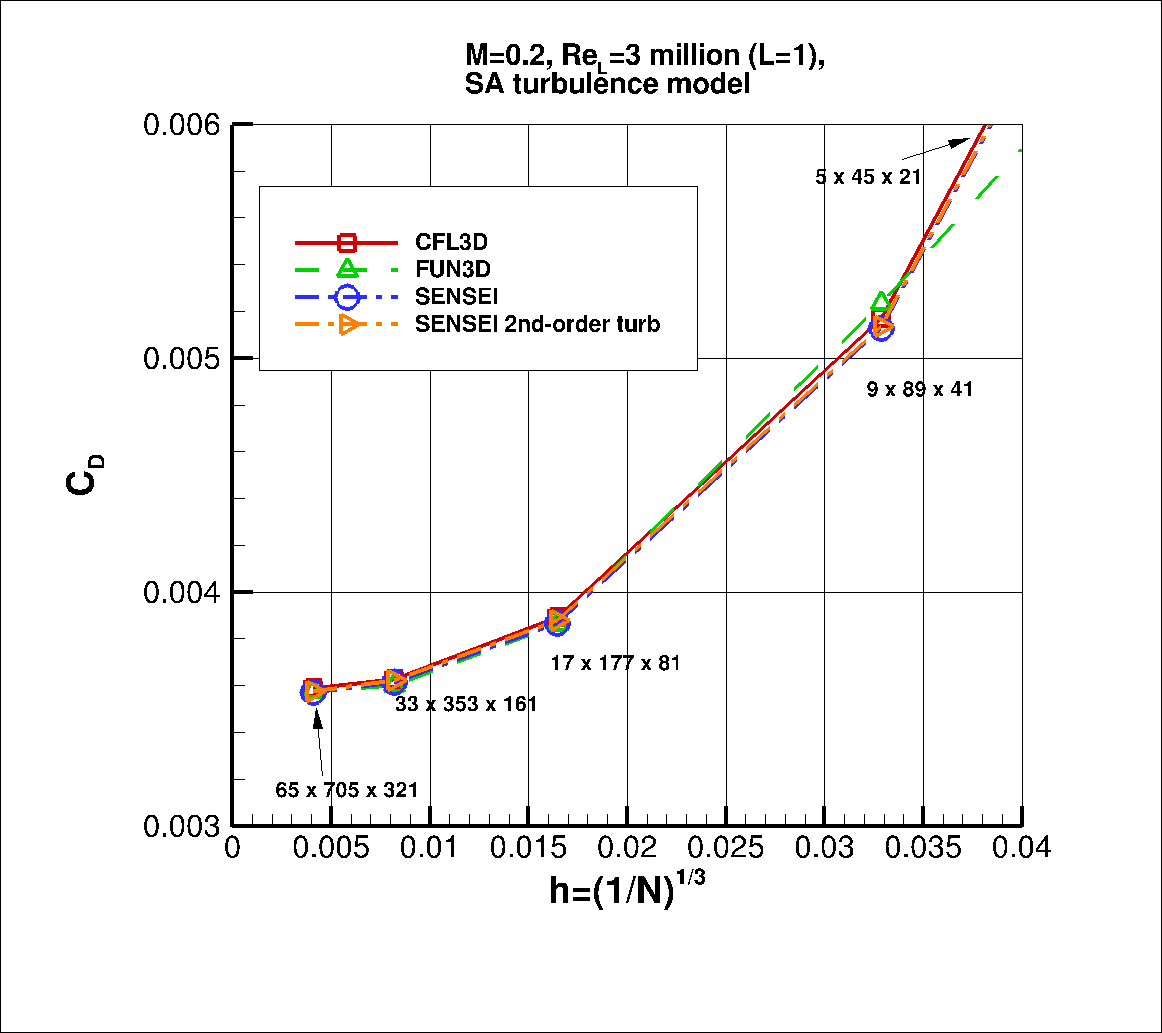 M=0.2, Re_L=3 million (L=1),
SA turbulence model
0.006
5 x 45 x 21
CFL3D
FUN3D
SENSEI
SENSEI 2nd-order turb
0.005
9 x 89 x 41
C_D
0.004
17 x 177 x 81
33 x 353 x 161
65 x 705 x 321
0.003
0 0.005 0.01 0.015 0.02 0.025 0.03 0.035 0.04
h=(1/N)^1/3